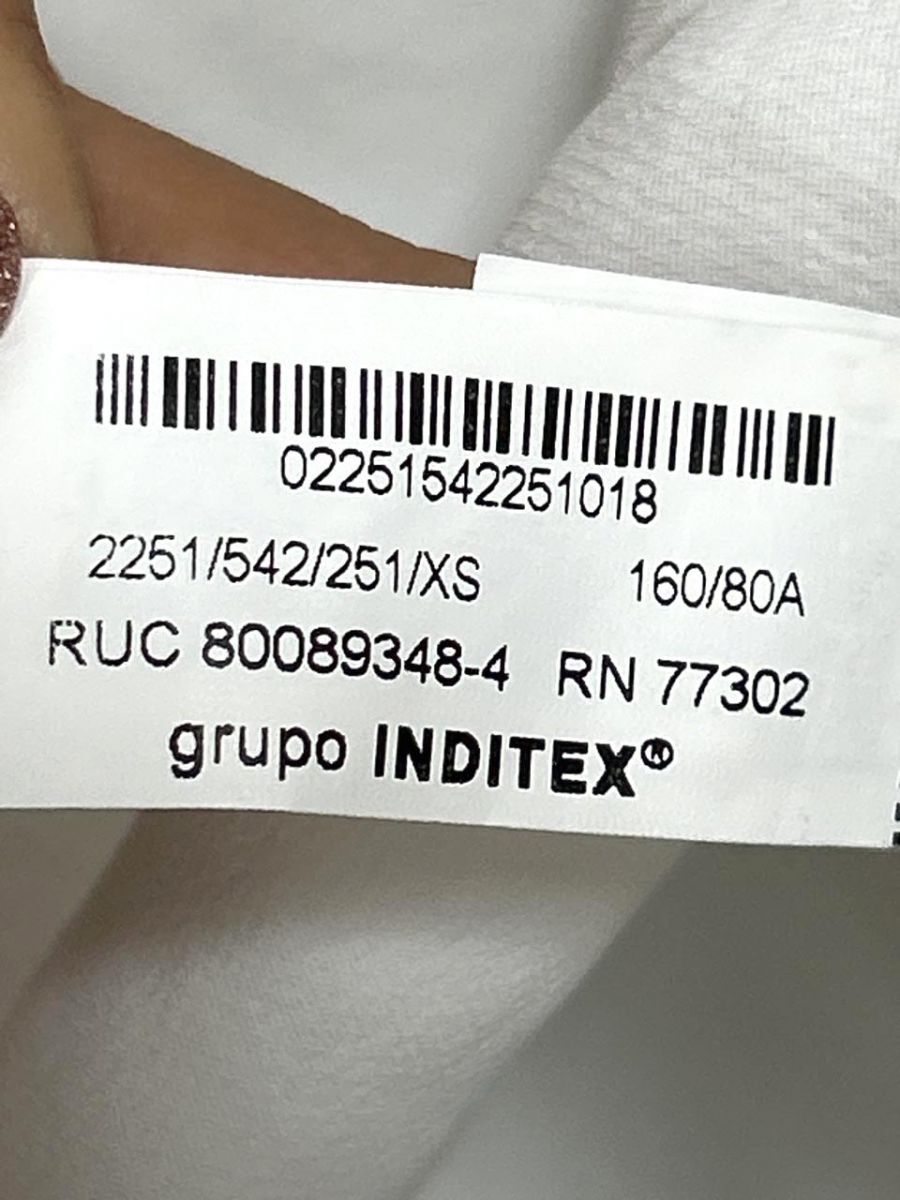 02251542251018
2251/542/251/XS 160/80A
RUC 80089348-4 RN 77302
grupo INDITEX®